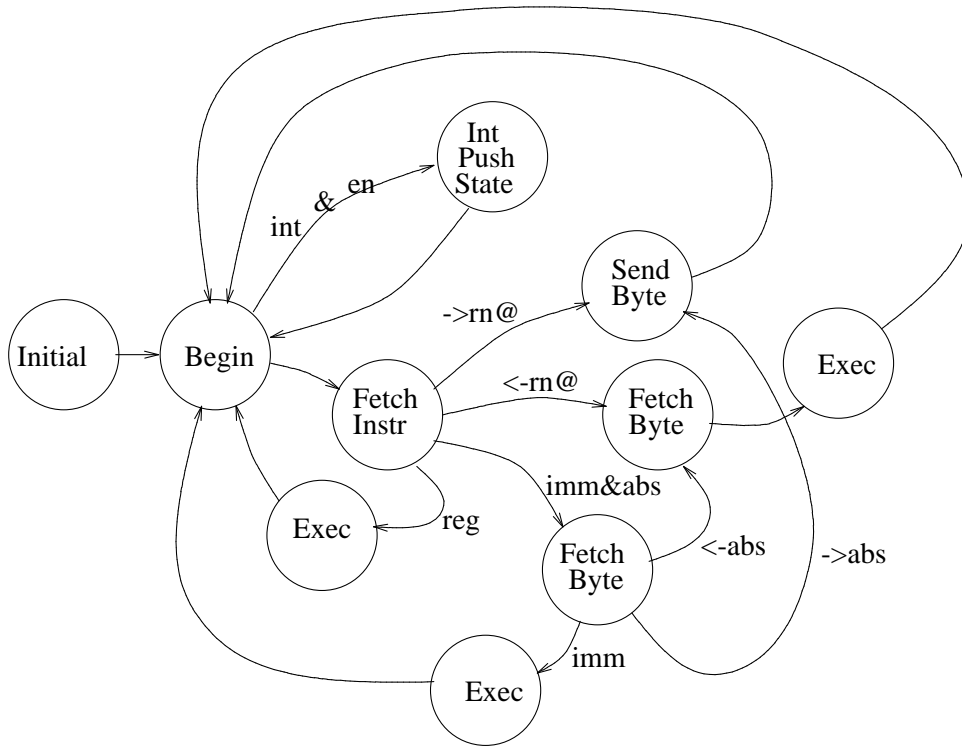 Int
Push
State
int & en
Send
Byte
->rn@
Initial
Begin
Exec
<-rn@
Fetch
Instr
Fetch
Byte
imm&abs
reg
Exec
Fetch
Byte
<-abs
->abs
imm
Exec